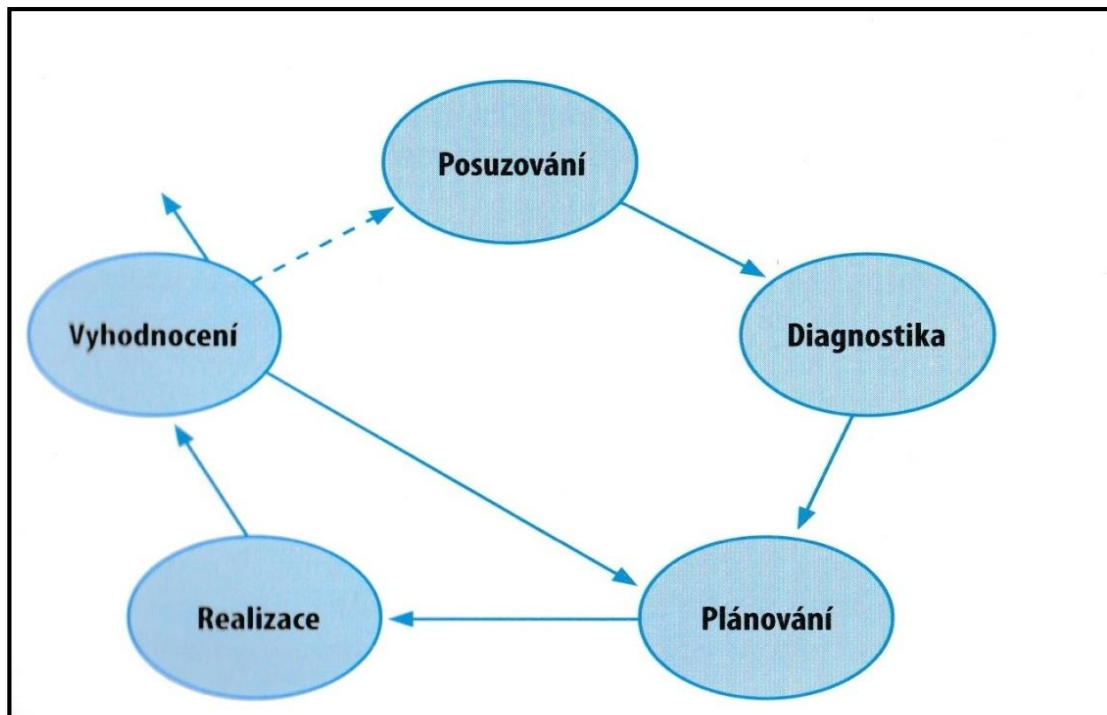 Posuzování
Diagnostika
Plánování
Realizace
Vyhodnocení